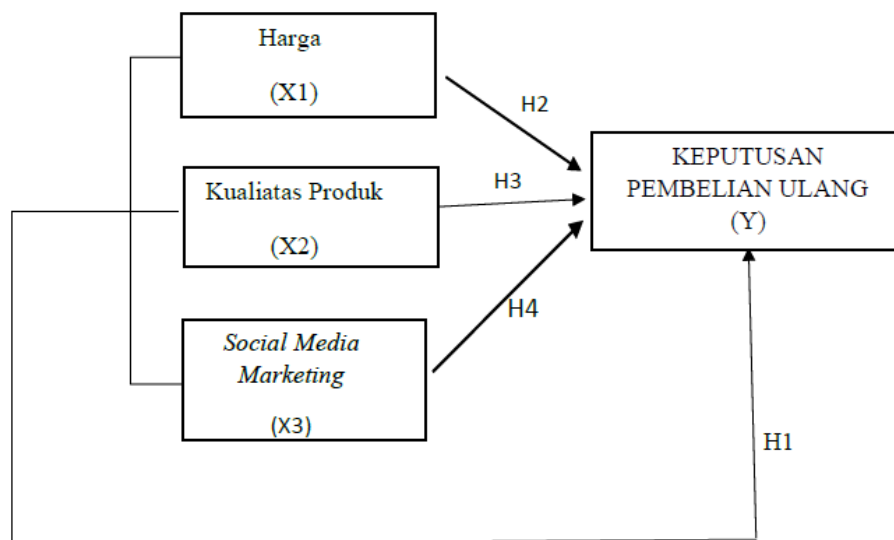 Harga
(X1)
H2
KEPUTUSAN
PEMBELIAN ULANG
(Y)
Kualiatas Produk
(X2)
H3
Social Media
Marketing
(X3)
H4
H1